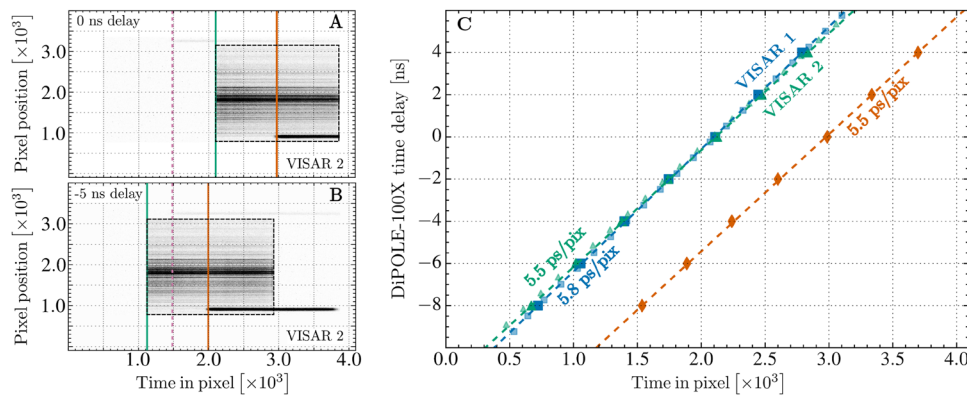 0 ns delay
A
3.0
2.0
1.0
Pixel position [×10³]
VISAR 2
-5 ns delay
B
3.0
2.0
1.0
Pixel position [×10³]
VISAR 2
1.0
2.0
3.0
4.0
Time in pixel [×10³]
C
4
2
0
−2
−4
−6
−8
DiPOLE-100X time delay [ns]
VISAR 1
VISAR 2
5.5 ps/pix
5.5 ps/pix
5.8 ps/pix
0.0
0.5
1.0
1.5
2.0
2.5
3.0
3.5
4.0
Time in pixel [×10³]